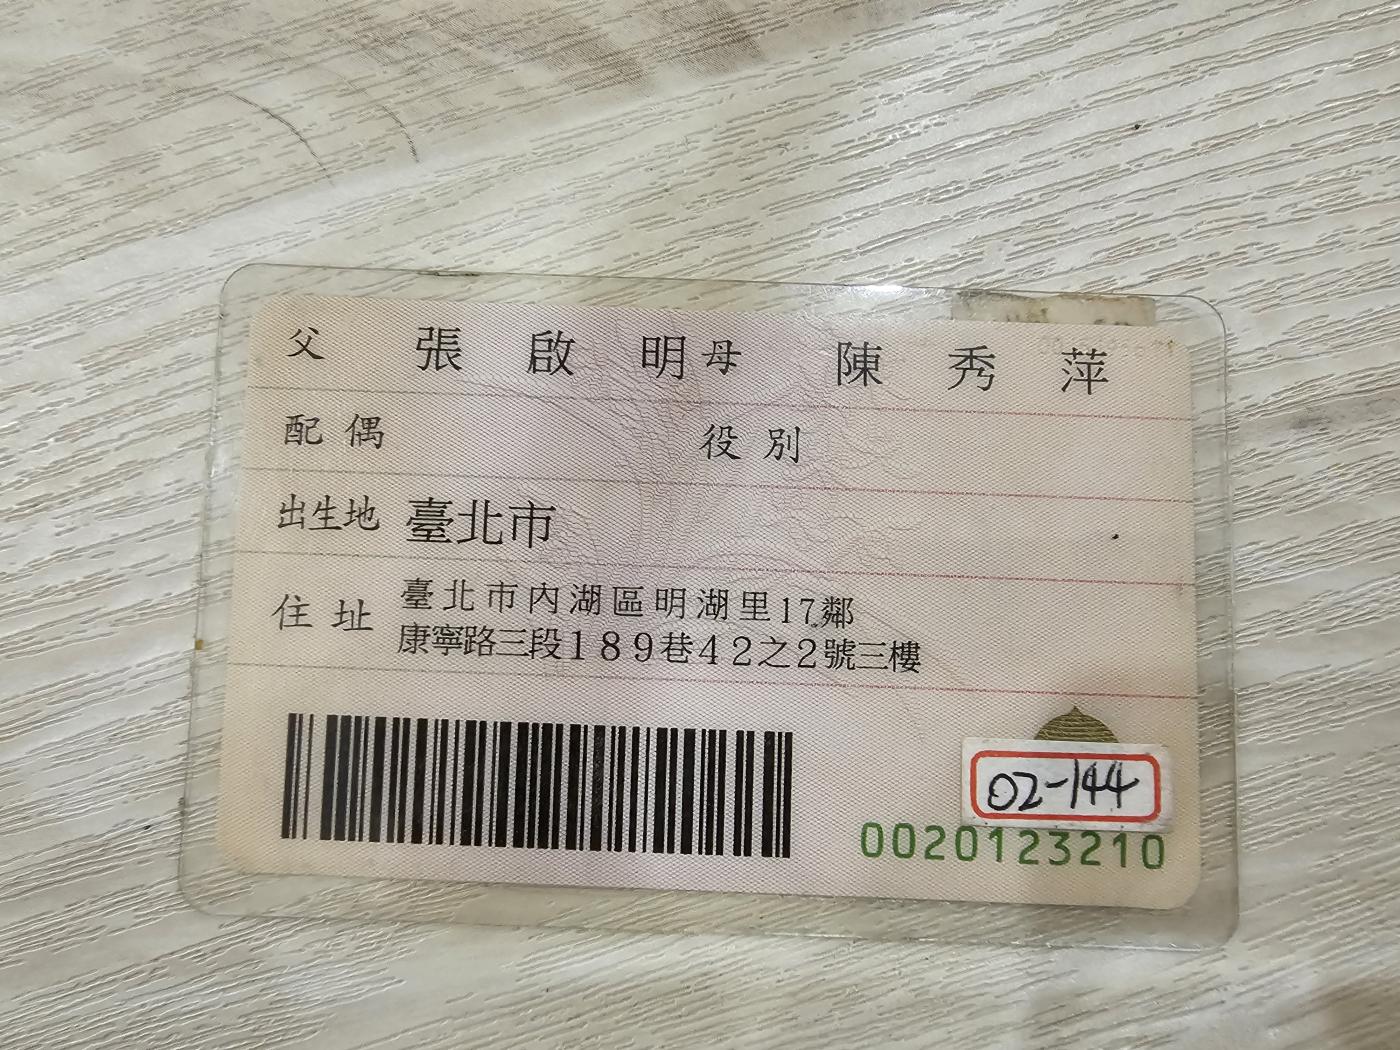 父 張啟明 母 陳秀萍
配偶 役別
出生地 臺北市
住址 臺北市內湖區明湖里17鄰
康寧路三段189巷42之2號三樓
02-144
0020123210